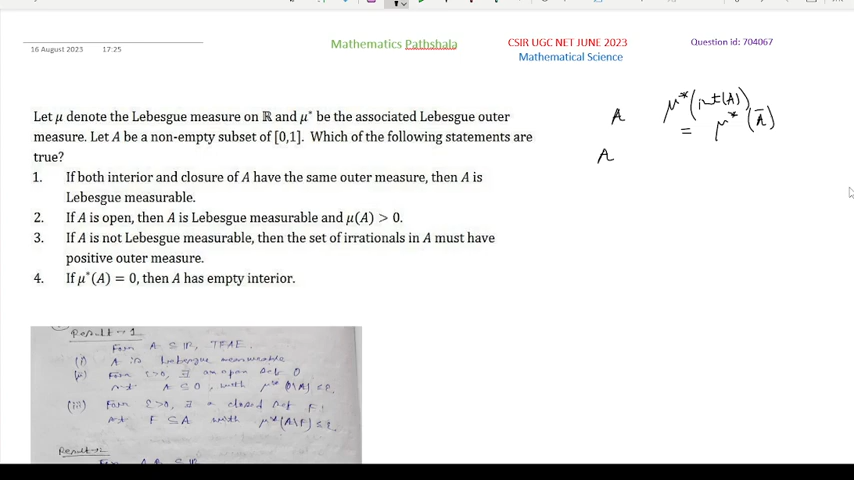 16 August 2023 17:25
Mathematics Pathshala
CSIR UGC NET JUNE 2023
Mathematical Science
Question id: 704067
Let μ denote the Lebesgue measure on ℝ and μ* be the associated Lebesgue outer
measure. Let A be a non-empty subset of [0,1]. Which of the following statements are
true?
1. If both interior and closure of A have the same outer measure, then A is
Lebesgue measurable.
2. If A is open, then A is Lebesgue measurable and μ(A) > 0.
3. If A is not Lebesgue measurable, then the set of irrationals in A must have
positive outer measure.
4. If μ*(A) = 0, then A has empty interior.
A μ*(int(A))
= μ*(A̅)
A
Result-1
For A ⊆ ℝ, TFAE.
(i) A is Lebesgue measurable
(ii) For ε>0, ∃ an open set O
s.t. A ⊆ O, with μ*(O\A) ≤ ε.
(iii) For ε>0, ∃ a closed set F
s.t. F ⊆ A with μ*(A\F) ≤ ε.
Result-2